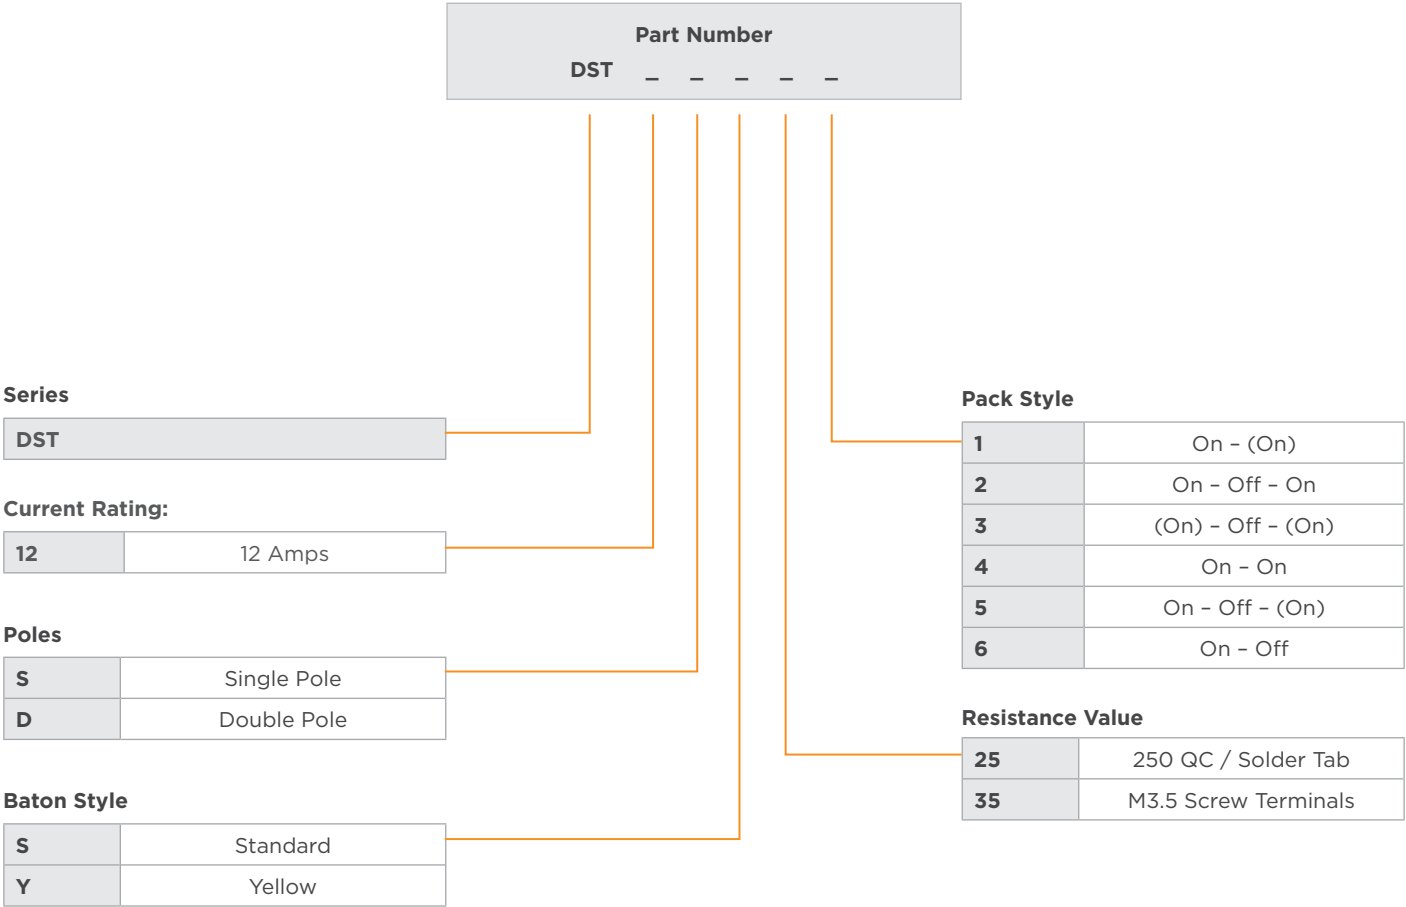 Part Number
DST _ _ _ _ _
Series
DST
Current Rating:
12 12 Amps
Poles
S Single Pole
D Double Pole
Baton Style
S Standard
Y Yellow
Pack Style
1 On – (On)
2 On – Off – On
3 (On) – Off – (On)
4 On – On
5 On – Off – (On)
6 On – Off
Resistance Value
25 250 QC / Solder Tab
35 M3.5 Screw Terminals